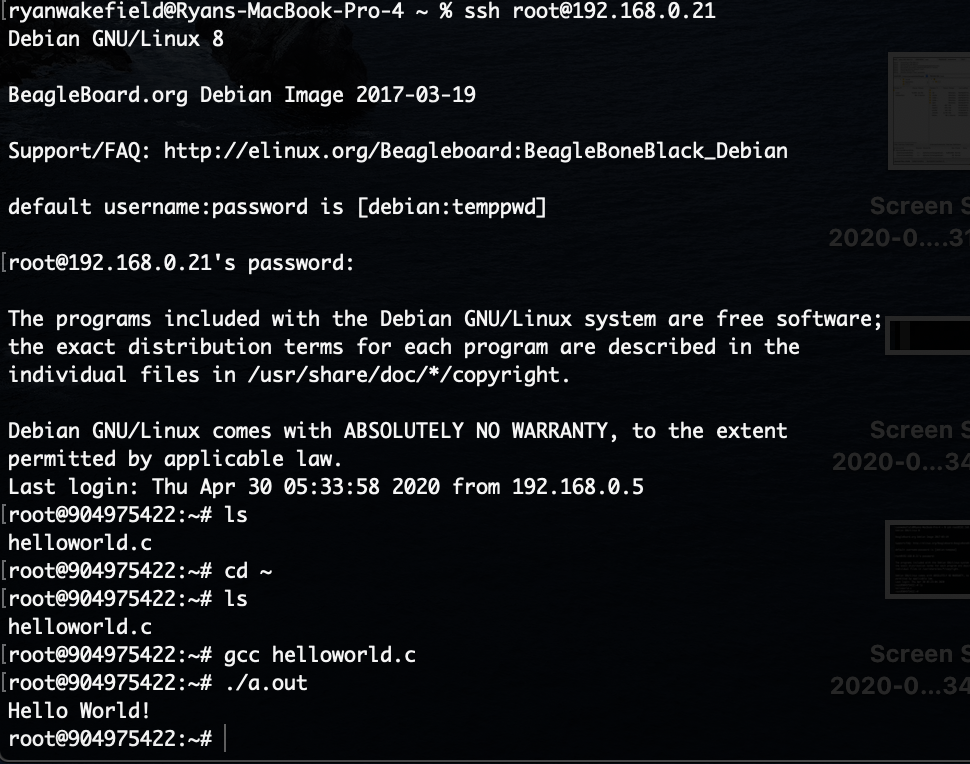 ryanwakefield@Ryans-MacBook-Pro-4 ~ % ssh root@192.168.0.21
Debian GNU/Linux 8
BeagleBoard.org Debian Image 2017-03-19
Support/FAQ: http://elinux.org/Beagleboard:BeagleBoneBlack_Debian
default username:password is [debian:temppwd]
root@192.168.0.21's password:
The programs included with the Debian GNU/Linux system are free software;
the exact distribution terms for each program are described in the
individual files in /usr/share/doc/*/copyright.
Debian GNU/Linux comes with ABSOLUTELY NO WARRANTY, to the extent
permitted by applicable law.
Last login: Thu Apr 30 05:33:58 2020 from 192.168.0.5
root@904975422:~# ls
helloworld.c
root@904975422:~# cd ~
root@904975422:~# ls
helloworld.c
root@904975422:~# gcc helloworld.c
root@904975422:~# ./a.out
Hello World!
root@904975422:~#
Screen S
2020-0....31
Screen S
2020-0...34
Screen S
2020-0...34